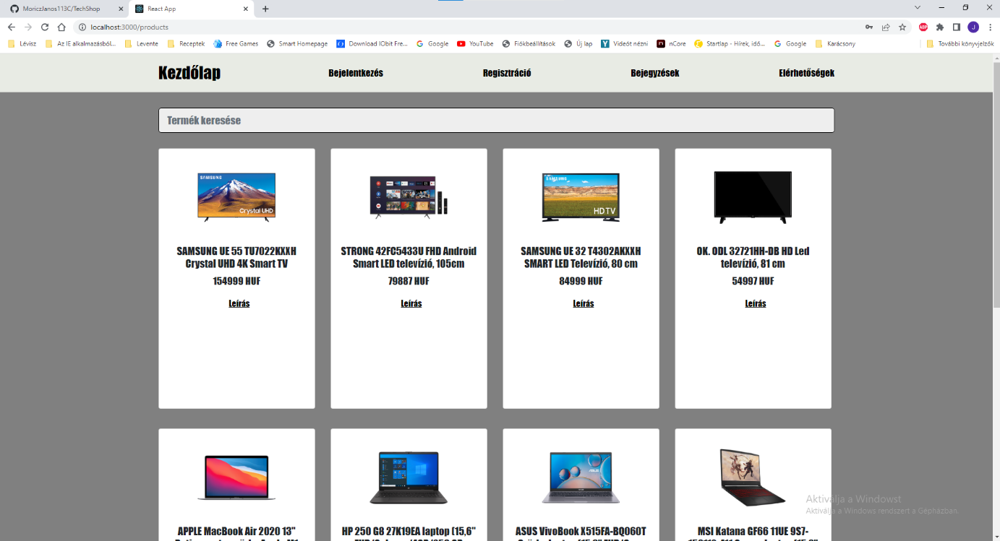 MoriczJanos113C/TechShop
React App
localhost:3000/products
Lévisz
Az IE alkalmazásból...
Levente
Receptek
Free Games
Smart Homepage
Download IObit Fre...
Google
YouTube
Fiókbeállítások
Új lap
Videót nézni
nCore
Startlap - Hírek, idő...
Google
Karácsony
További könyvjelzők
Kezdőlap
Bejelentkezés
Regisztráció
Bejegyzések
Elérhetőségek
Termék keresése
SAMSUNG
Crystal UHD
SAMSUNG
HDTV
SAMSUNG UE 55 TU7022KXXH
Crystal UHD 4K Smart TV
154999 HUF
Leírás
STRONG 42FC5433U FHD Android
Smart LED televízió, 105cm
79887 HUF
Leírás
SAMSUNG UE 32 T4302AKXXH
SMART LED Televízió, 80 cm
84999 HUF
Leírás
OK. ODL 32721HH-DB HD Led
televízió, 81 cm
54997 HUF
Leírás
APPLE MacBook Air 2020 13"
HP 250 G8 27K19EA laptop (15,6"
ASUS VivoBook X515FA-BQ060T
MSI Katana GF66 11UE 9S7-
Aktiválja a Windowst
Aktiválja a Windows rendszert a Gépházban.